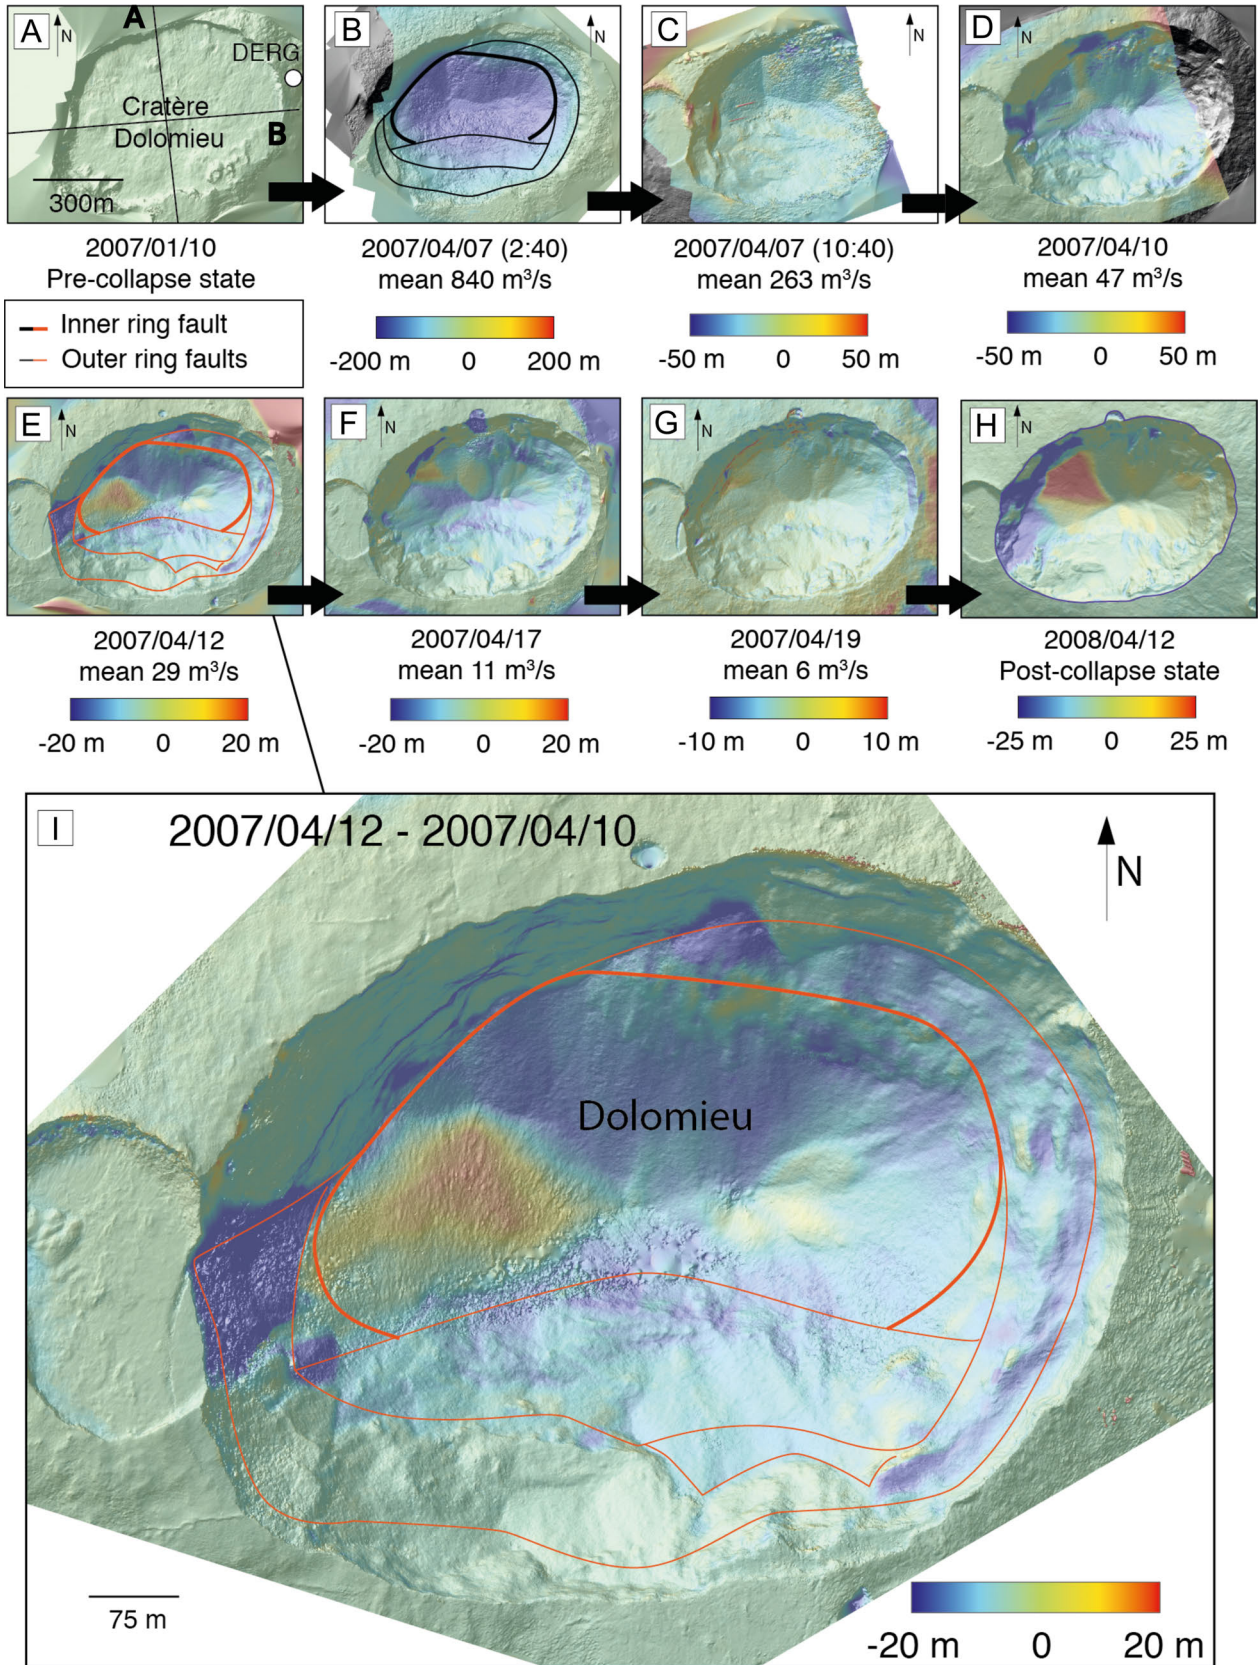 A
N
A
DERG
Cratère
Dolomieu
B
300m
2007/01/10
Pre-collapse state
B
N
2007/04/07 (2:40)
mean 840 m³/s
-200 m 0 200 m
C
N
2007/04/07 (10:40)
mean 263 m³/s
-50 m 0 50 m
D
N
2007/04/10
mean 47 m³/s
-50 m 0 50 m
Inner ring fault
Outer ring faults
E
N
2007/04/12
mean 29 m³/s
-20 m 0 20 m
F
N
2007/04/17
mean 11 m³/s
-20 m 0 20 m
G
N
2007/04/19
mean 6 m³/s
-10 m 0 10 m
H
N
2008/04/12
Post-collapse state
-25 m 0 25 m
I
2007/04/12 - 2007/04/10
N
Dolomieu
75 m
-20 m 0 20 m